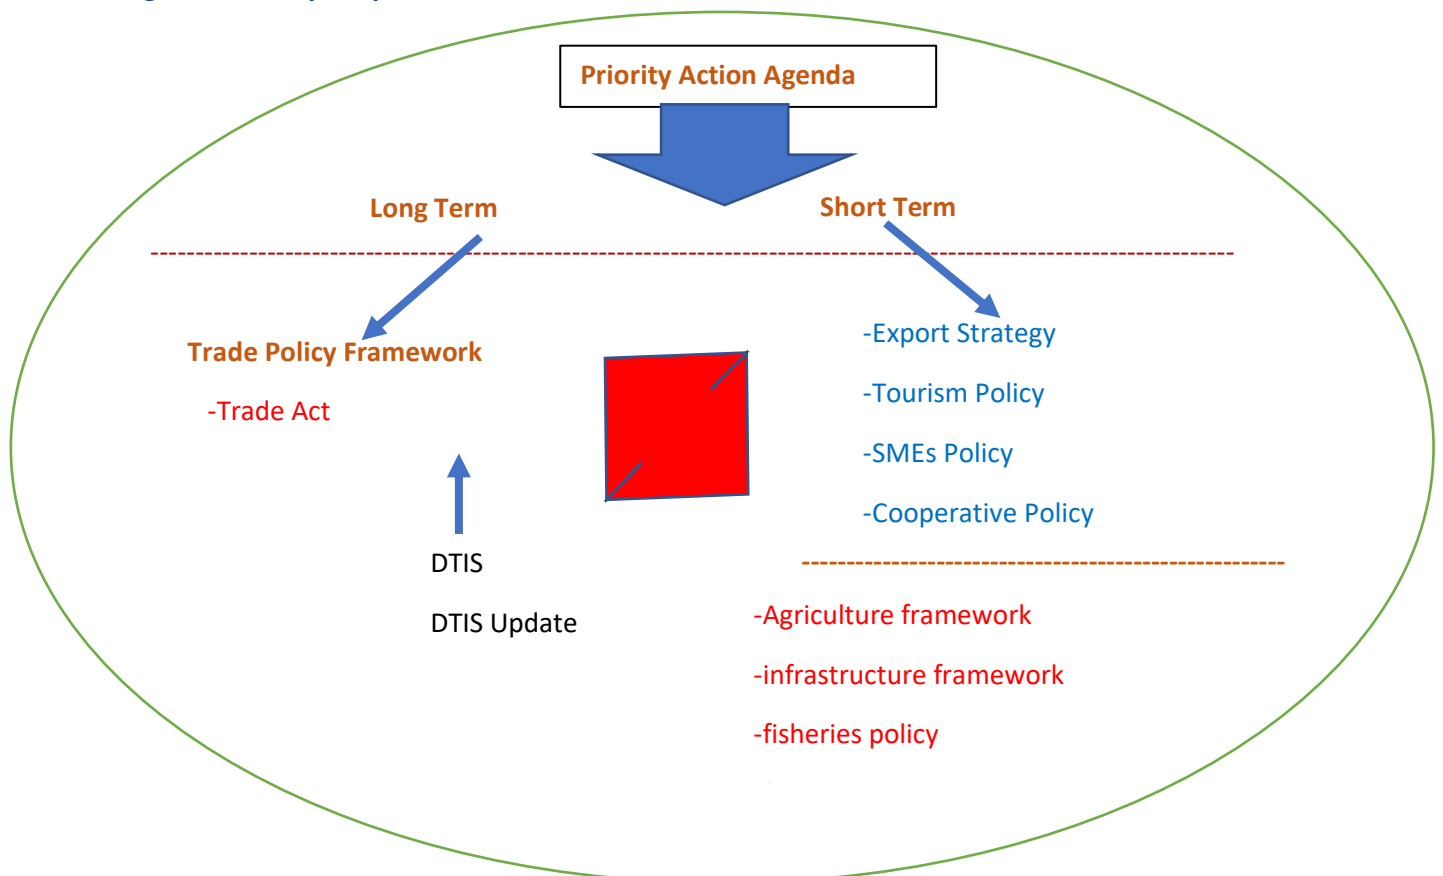 Priority Action Agenda
Long Term
Short Term
Trade Policy Framework
-Trade Act
DTIS
DTIS Update
-Export Strategy
-Tourism Policy
-SMEs Policy
-Cooperative Policy
-Agriculture framework
-infrastructure framework
-fisheries policy